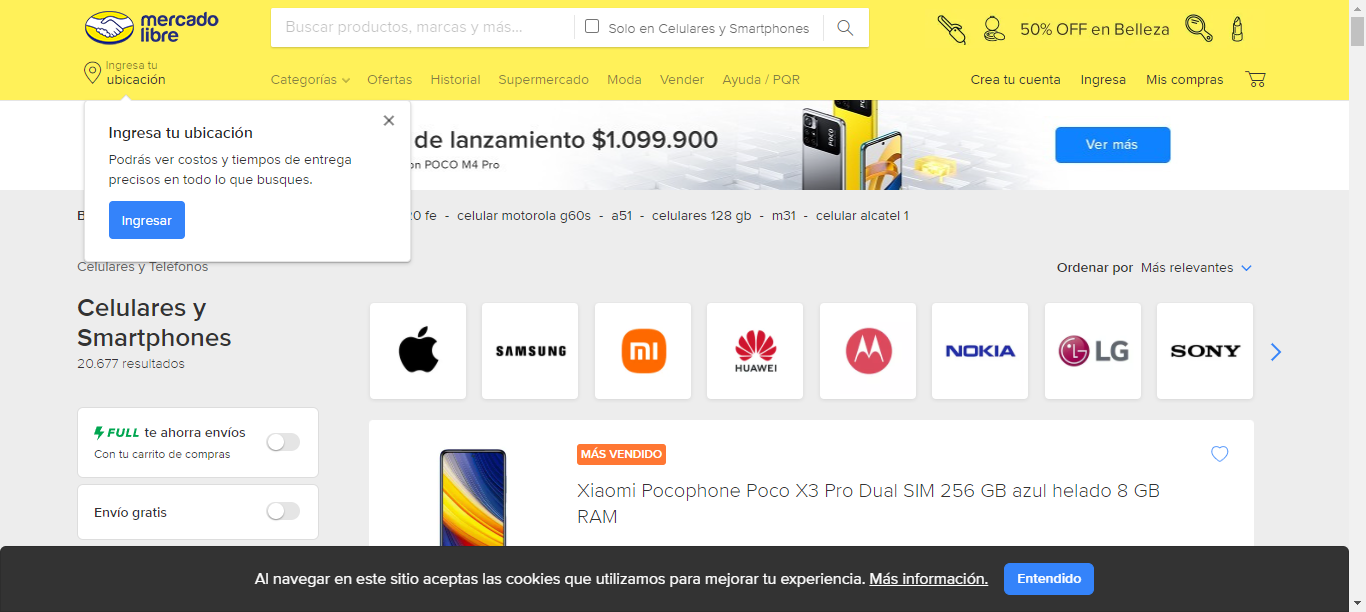 mercado
libre
Buscar productos, marcas y más...
Solo en Celulares y Smartphones
50% OFF en Belleza
Ingresa tu
ubicación
Categorías
Ofertas
Historial
Supermercado
Moda
Vender
Ayuda / PQR
Crea tu cuenta
Ingresa
Mis compras
Ingresa tu ubicación
Podrás ver costos y tiempos de entrega
precisos en todo lo que busques.
Ingresar
de lanzamiento $1.099.900
POCO M4 Pro
POCO
Ver más
fe - celular motorola g60s - a51 - celulares 128 gb - m31 - celular alcatel 1
Celulares y Teléfonos
Ordenar por Más relevantes
Celulares y
Smartphones
20.677 resultados
SAMSUNG
mi
HUAWEI
NOKIA
LG
SONY
FULL te ahorra envíos
Con tu carrito de compras
Envío gratis
MÁS VENDIDO
Xiaomi Pocophone Poco X3 Pro Dual SIM 256 GB azul helado 8 GB
RAM
Al navegar en este sitio aceptas las cookies que utilizamos para mejorar tu experiencia. Más información.
Entendido